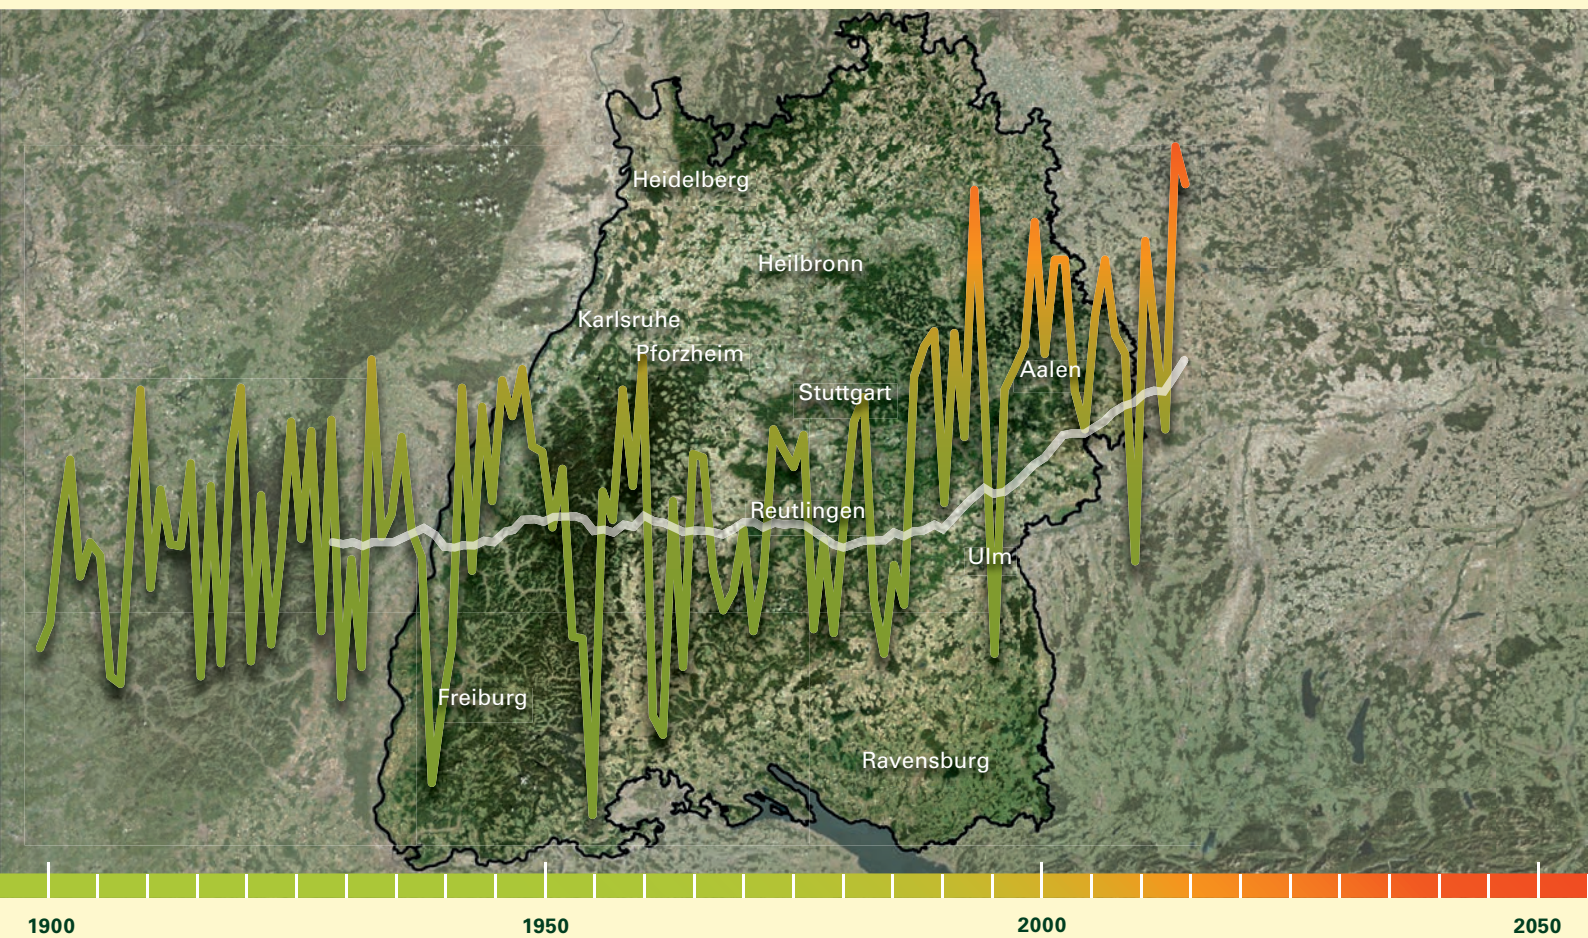 Heidelberg
Heilbronn
Karlsruhe
Pforzheim
Aalen
Stuttgart
Reutlingen
Ulm
Freiburg
Ravensburg
1900 1950 2000 2050